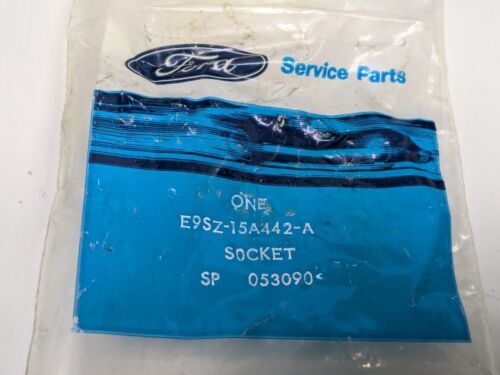 Ford Service Parts
ONE
E9SZ-15A442-A
SOCKET
SP 053090